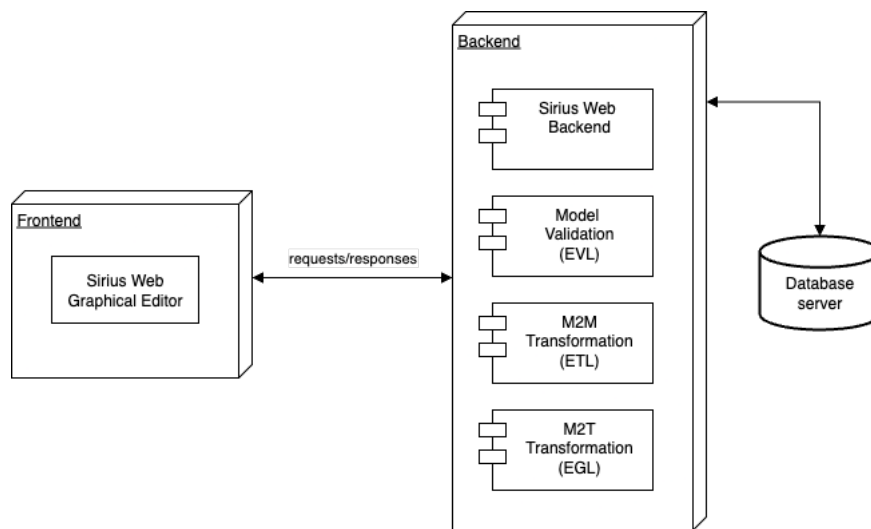 Backend
Sirius Web
Backend
Model
Validation
(EVL)
M2M
Transformation
(ETL)
M2T
Transformation
(EGL)
Frontend
Sirius Web
Graphical Editor
requests/responses
Database
server